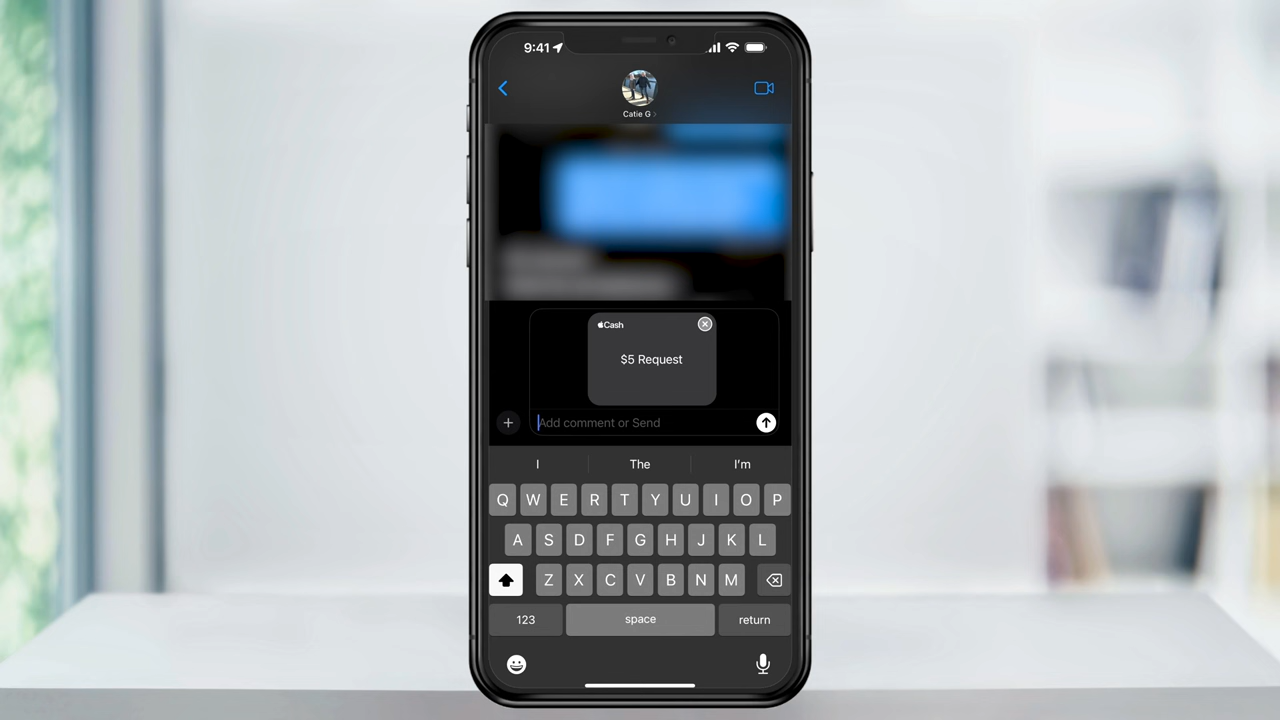 9:41
Catie G
Cash
$5 Request
Add comment or Send
I The I'm
Q W E R T Y U I O P
A S D F G H J K L
Z X C V B N M
123 space return